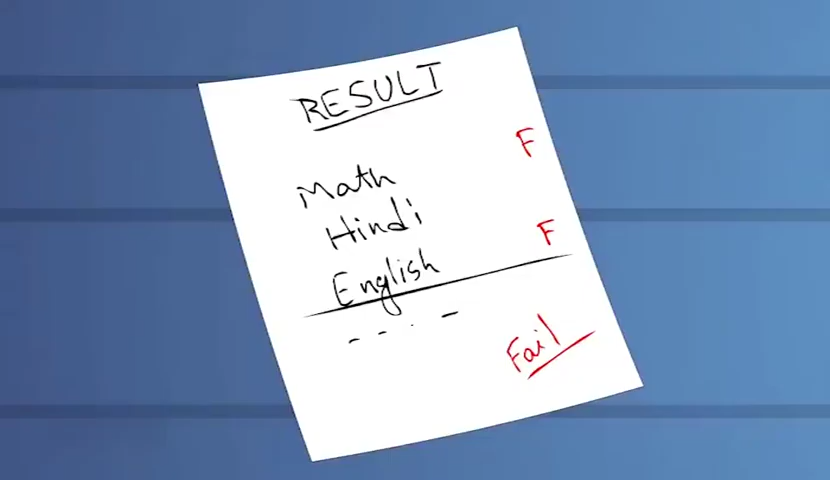 RESULT
Math F
Hindi
English F
Fail